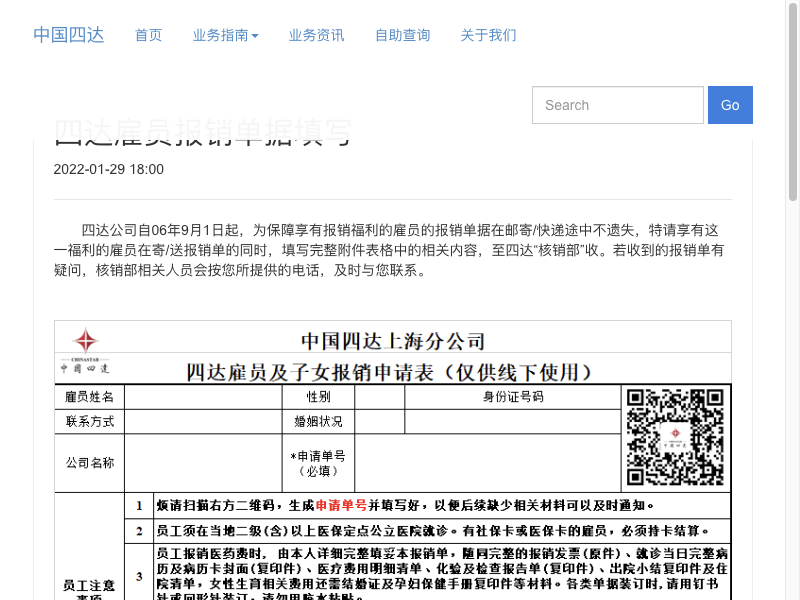 中国四达 首页 业务指南 业务资讯 自助查询 关于我们
Search Go
四达雇员报销单据填写
2022-01-29 18:00
四达公司自06年9月1日起，为保障享有报销福利的雇员的报销单据在邮寄/快递途中不遗失，特请享有这
一福利的雇员在寄/送报销单的同时，填写完整附件表格中的相关内容，至四达“核销部”收。若收到的报销单有
疑问，核销部相关人员会按您所提供的电话，及时与您联系。
中国四达上海分公司
CHINASTAR
中国四达
四达雇员及子女报销申请表（仅供线下使用）
雇员姓名 性别 身份证号码
联系方式 婚姻状况
公司名称 *申请单号
（必填）
1 烦请扫描右方二维码，生成申请单号并填写好，以便后续缺少相关材料可以及时通知。
2 员工须在当地二级(含)以上医保定点公立医院就诊。有社保卡或医保卡的雇员，必须持卡结算。
员工注意
事项
3 员工报销医药费时，由本人详细完整填妥本报销单，随同完整的报销发票(原件)、就诊当日完整病
历及病历卡封面(复印件)、医疗费用明细清单、化验及检查报告单(复印件)、出院小结复印件及住
院清单，女性生育相关费用还需结婚证及孕妇保健手册复印件等材料。各类单据装订时,请用钉书
针或回形针装订，请勿用胶水粘贴。